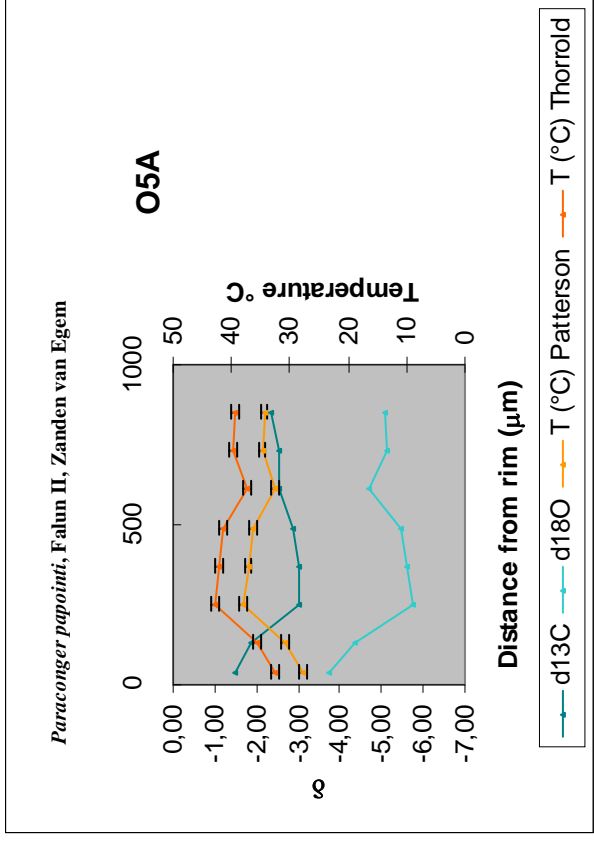 Paraconger papointi, Falun II, Zanden van Egem
O5A
0 500 1000
0,00
-1,00
-2,00
-3,00
-4,00
-5,00
-6,00
-7,00
δ
50
40
30
20
10
0
Temperature °C
Distance from rim (μm)
d13C d18O T (°C) Patterson T (°C) Thorrold